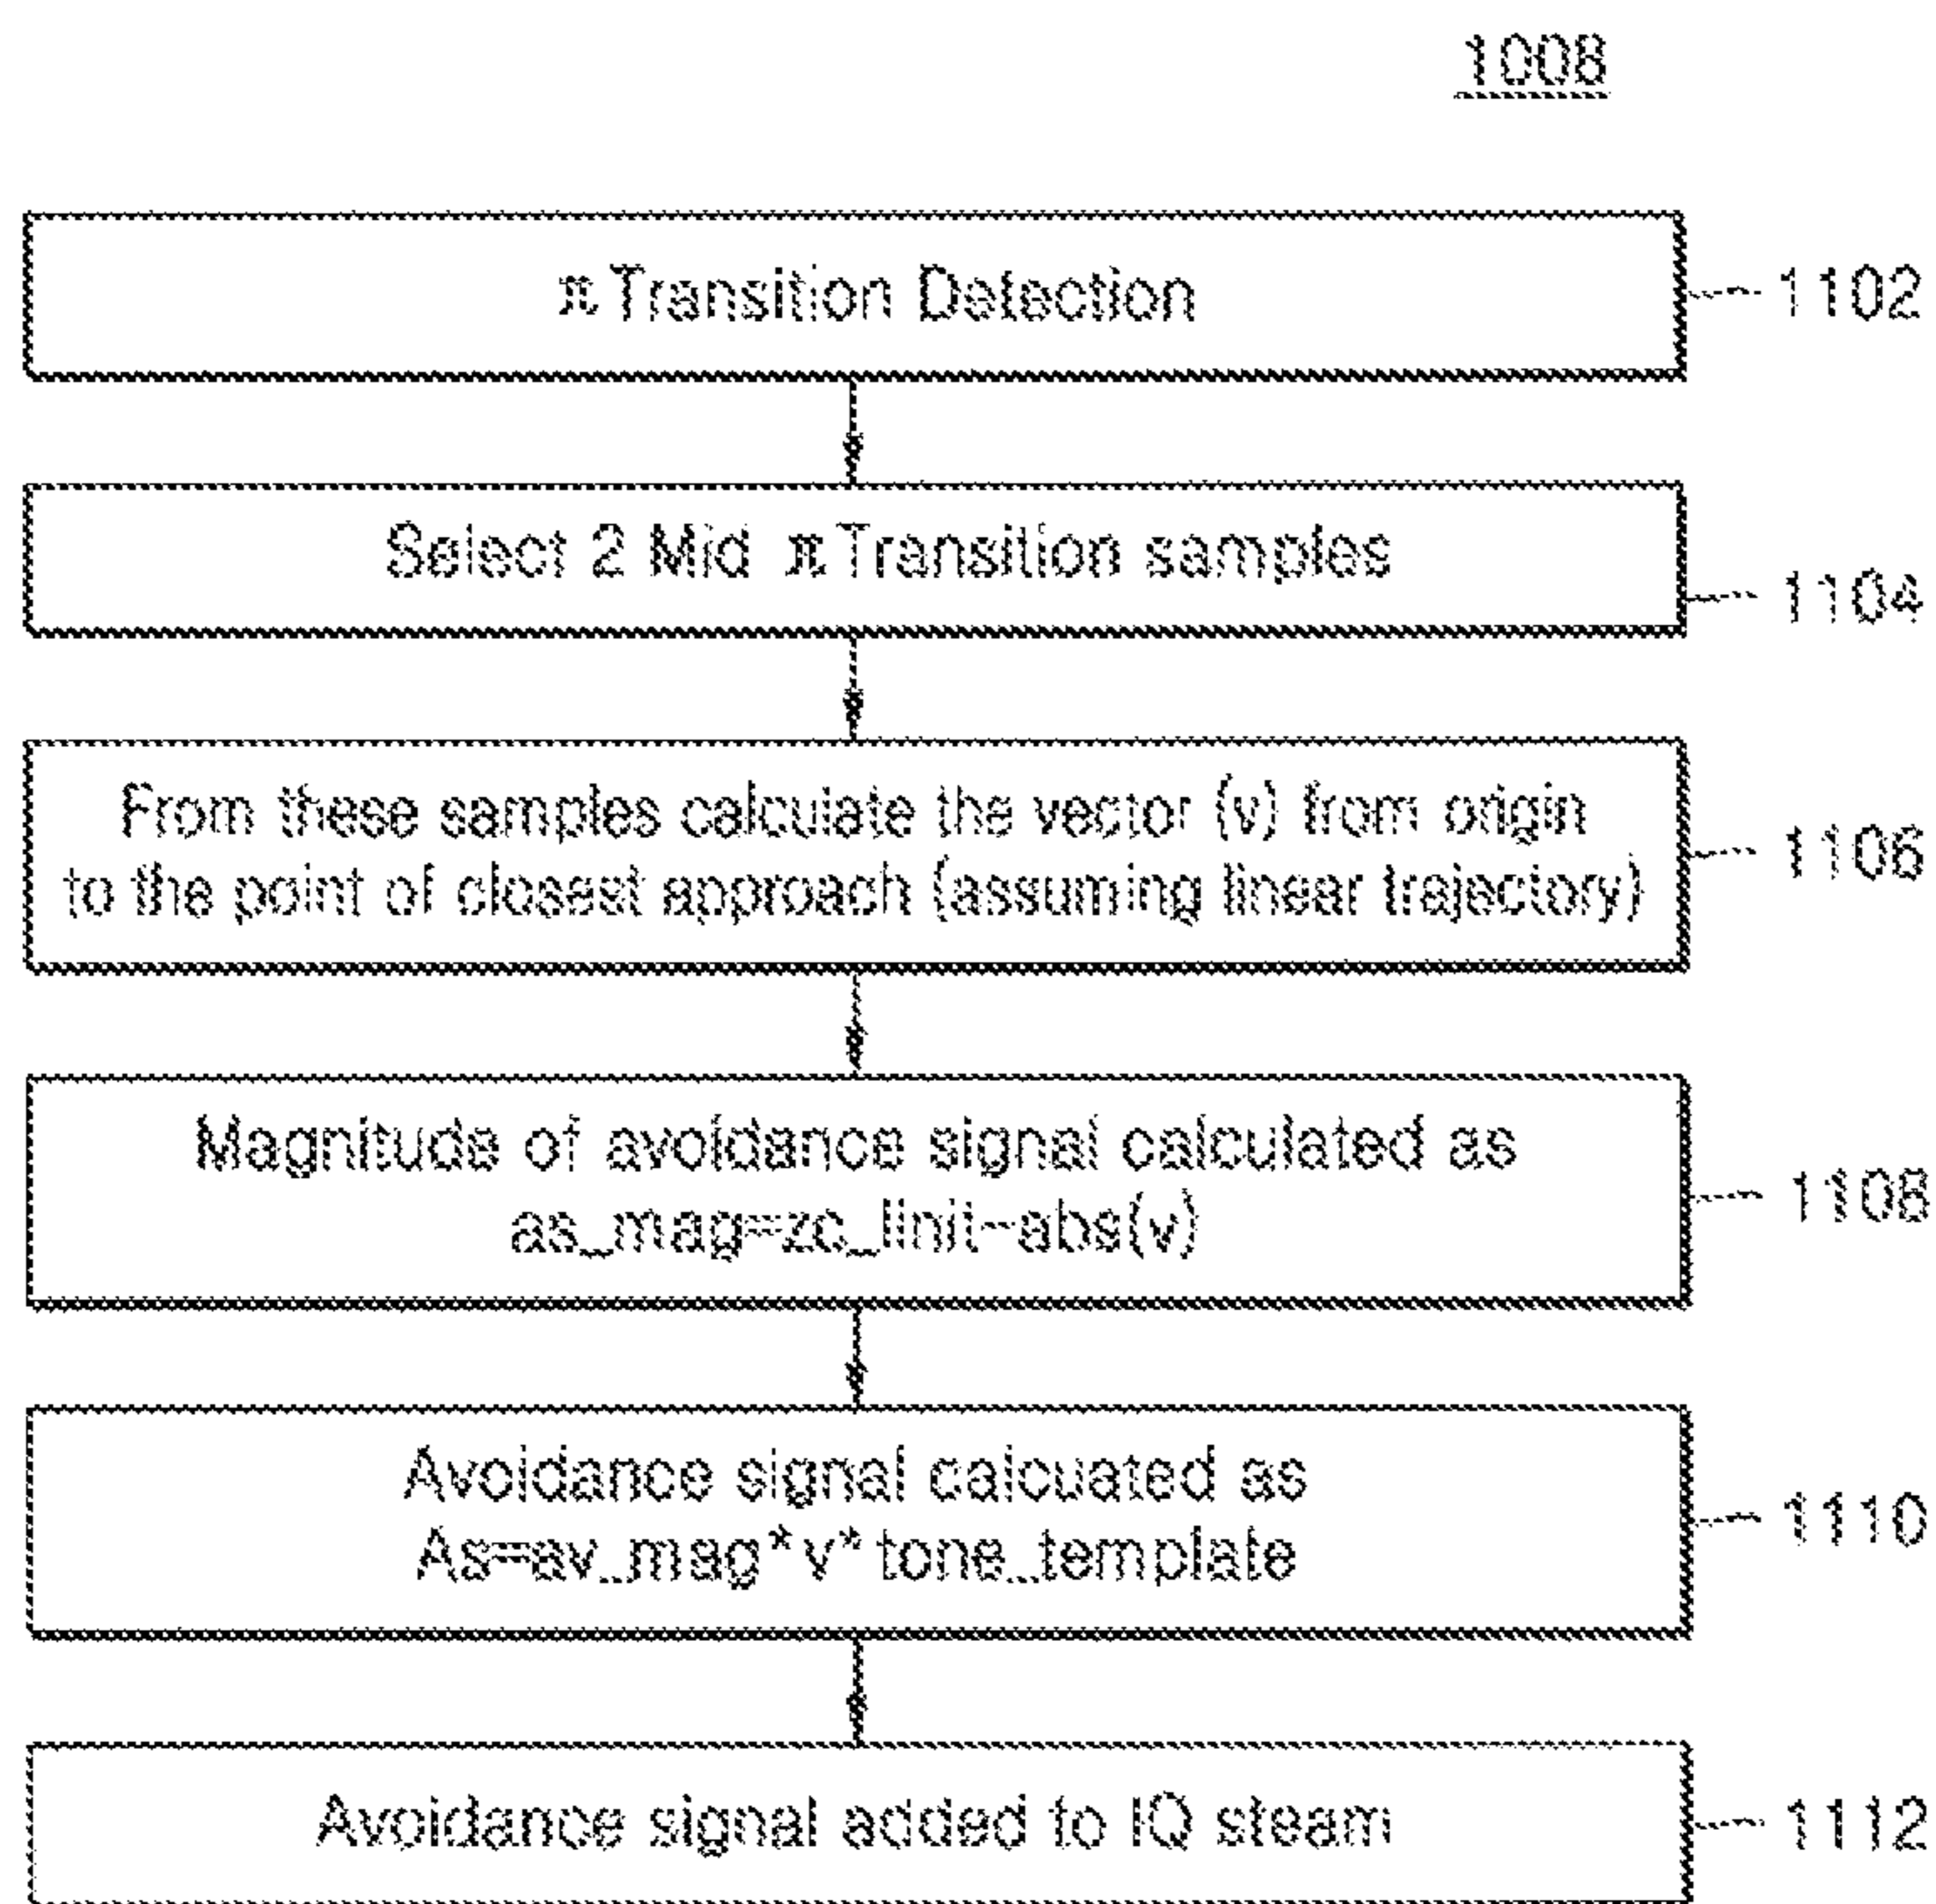 1008
π Transition Detection
1102
Select 2 Mid π Transition samples
1104
From these samples calculate the vector (v) from origin
to the point of closest approach (assuming linear trajectory)
1106
Magnitude of avoidance signal calculated as
as_mag=zc_linit-abs(v)
1108
Avoidance signal calcuated as
As=av_mag*v*tone_template
1110
Avoidance signal added to IQ steam
1112